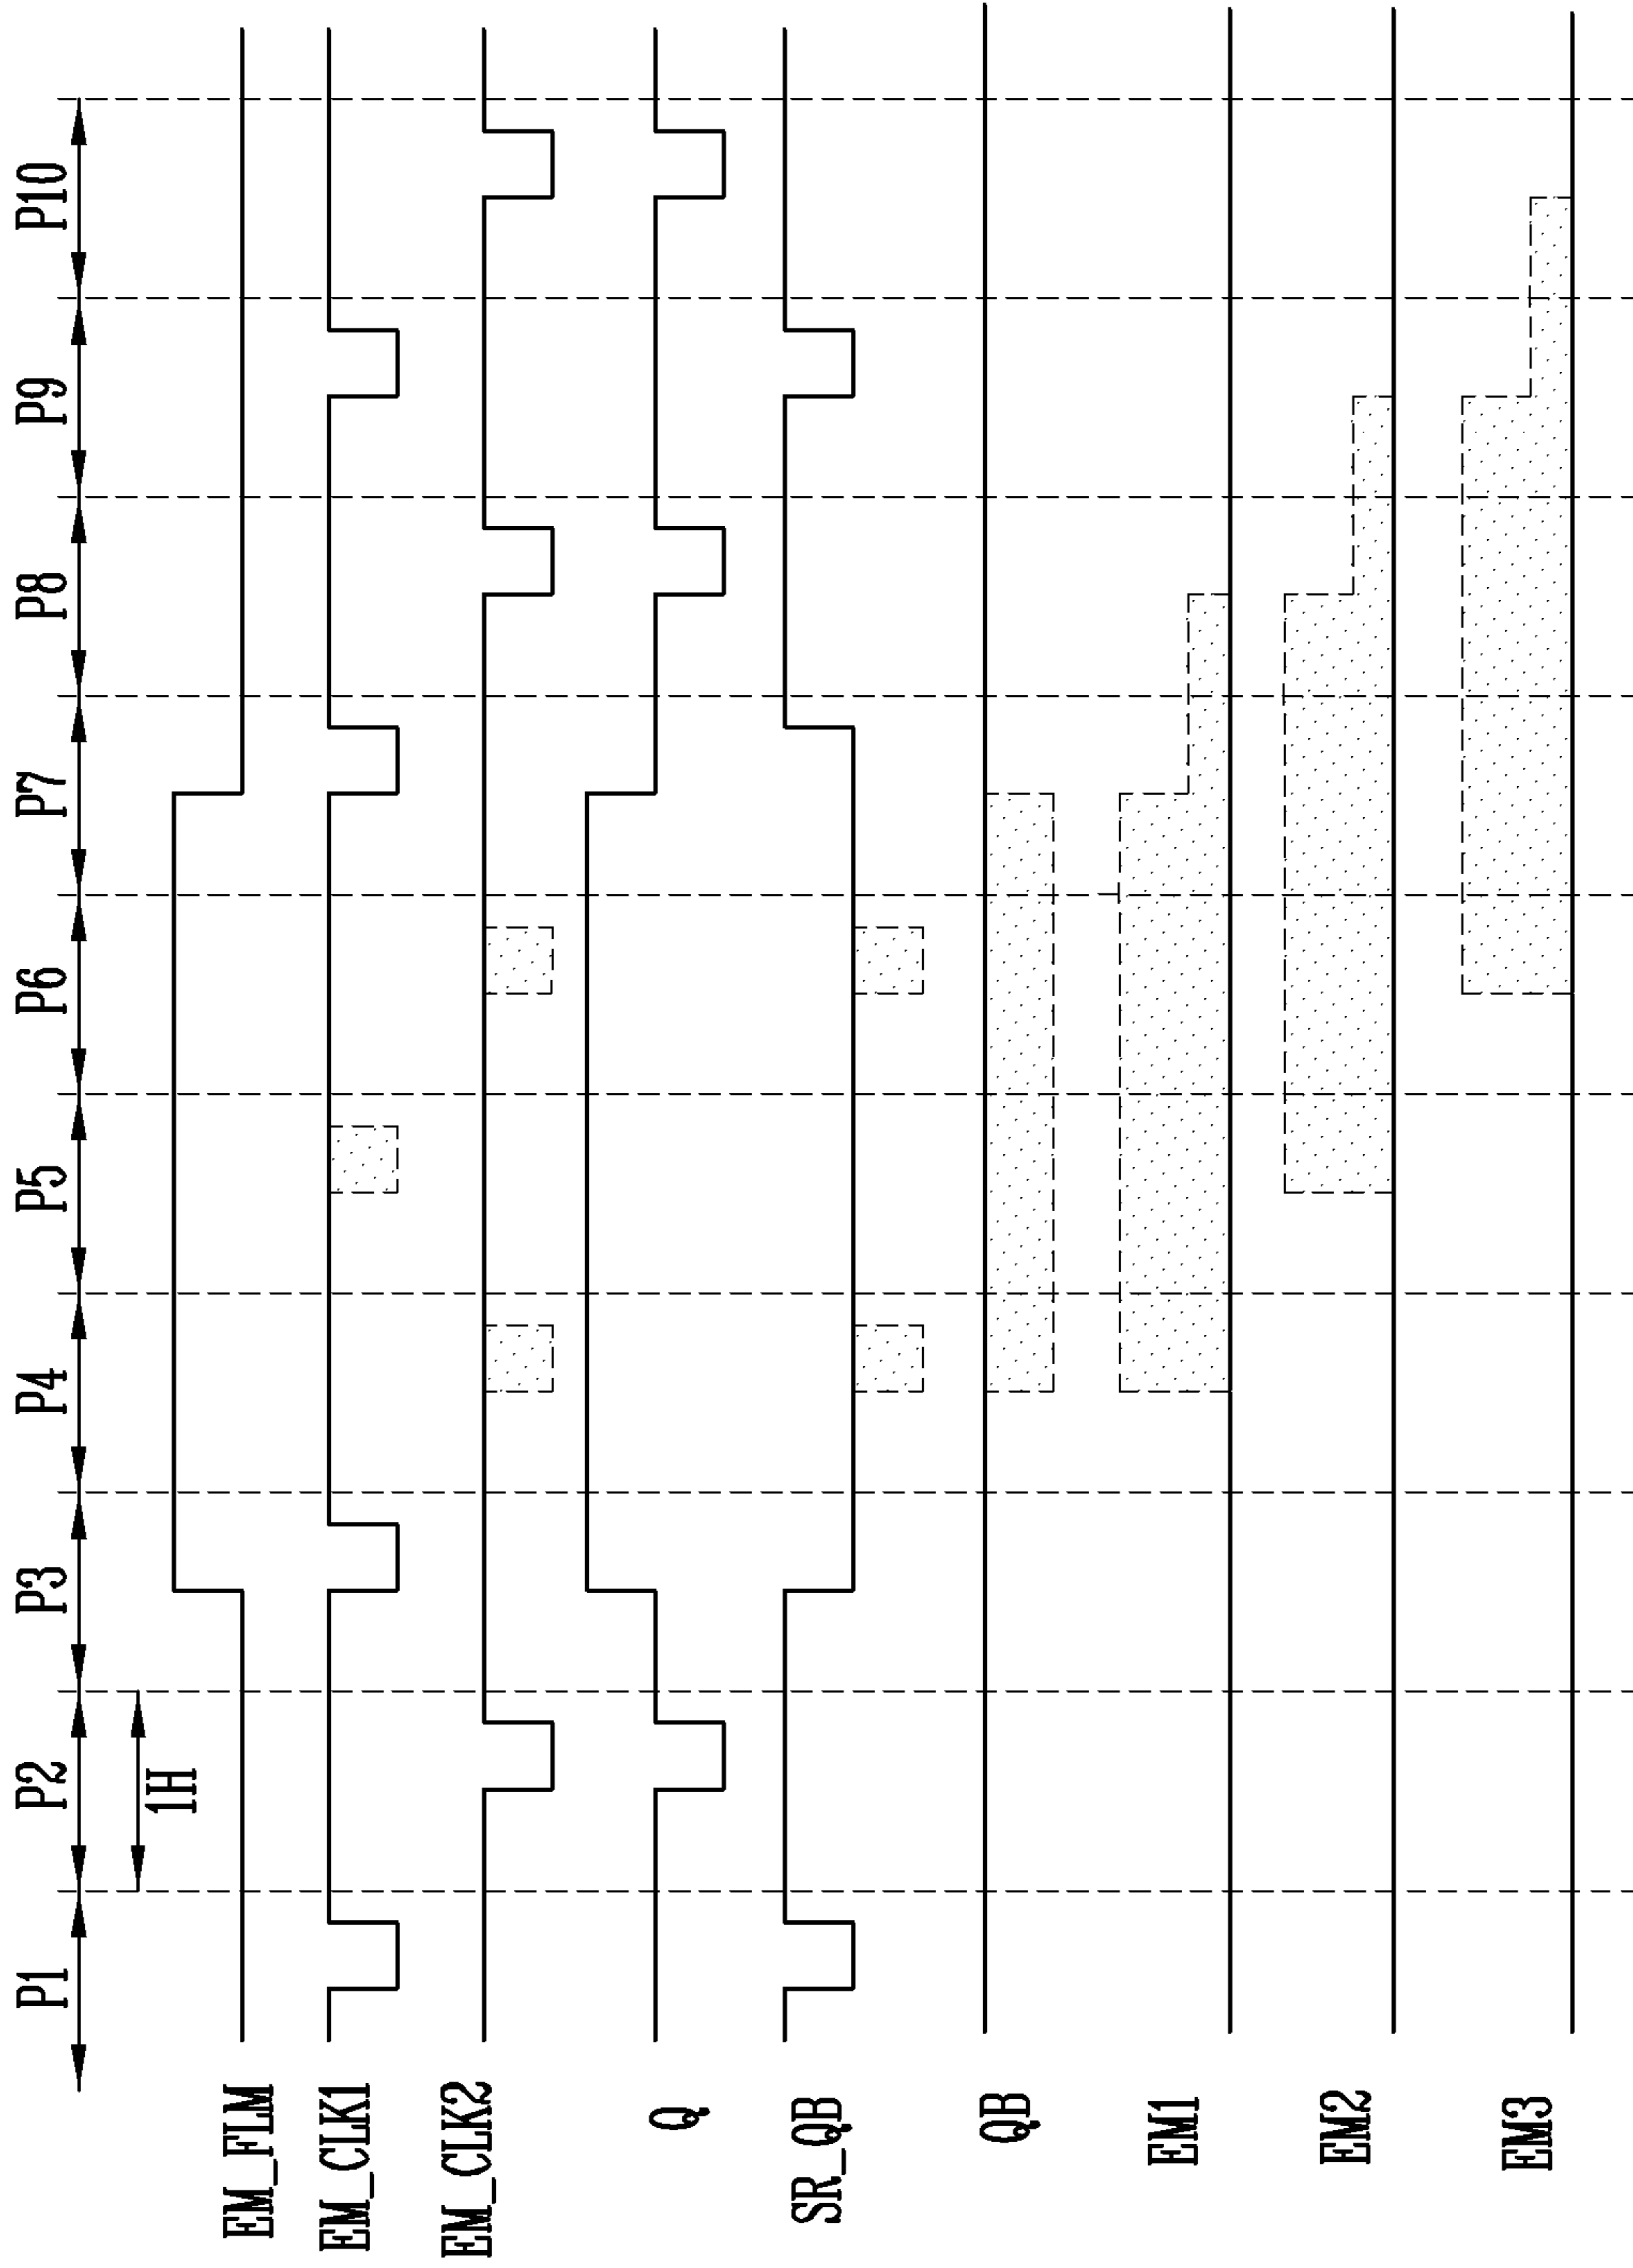 P1 P2 P3 P4 P5 P6 P7 P8 P9 P10
1H
EM_FLM
EM_CLK1
EM_CLK2
Q
SR_QB
QB
EM1
EM2
EM3